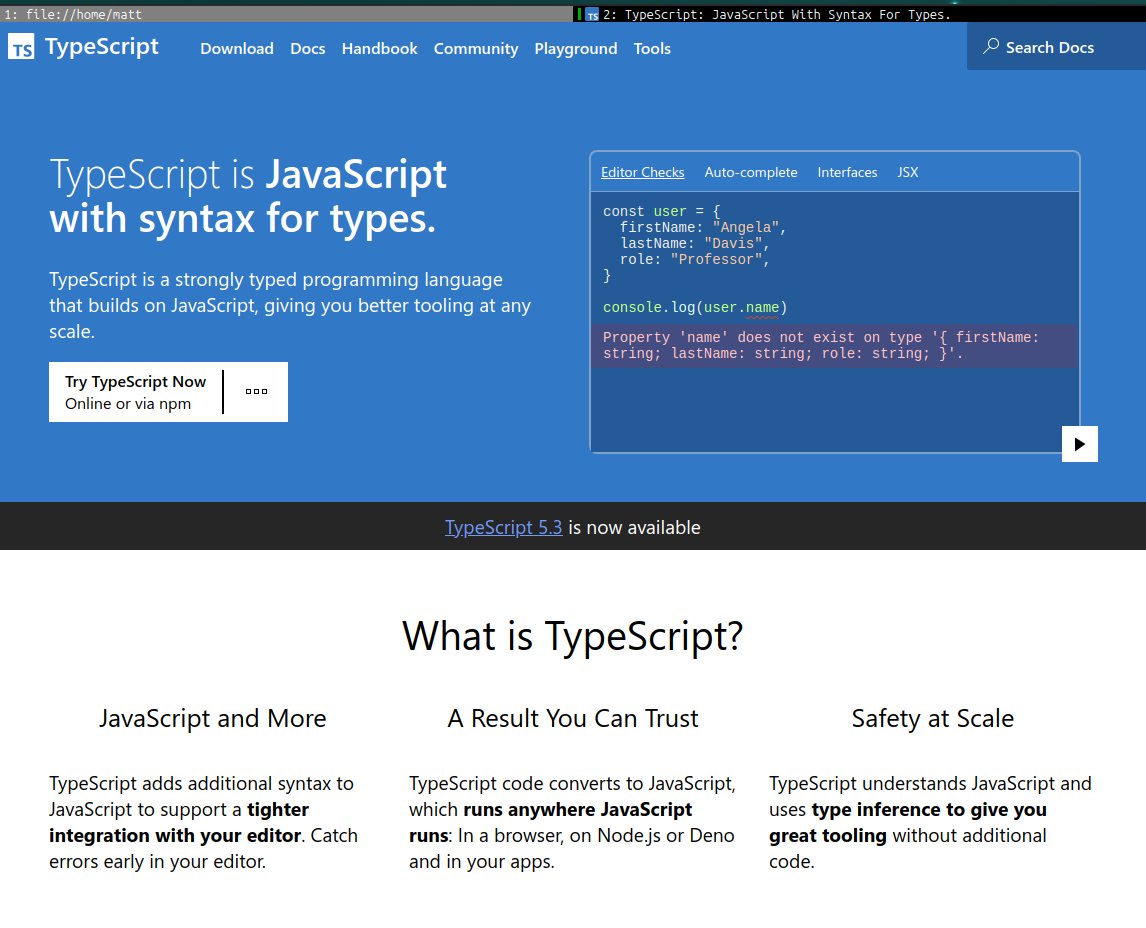 1: file://home/matt
TS 2: TypeScript: JavaScript With Syntax For Types.
TS TypeScript Download Docs Handbook Community Playground Tools Search Docs
TypeScript is JavaScript
with syntax for types.
TypeScript is a strongly typed programming language
that builds on JavaScript, giving you better tooling at any
scale.
Try TypeScript Now
Online or via npm
Editor Checks Auto-complete Interfaces JSX
const user = {
  firstName: "Angela",
  lastName: "Davis",
  role: "Professor",
}
console.log(user.name)
Property 'name' does not exist on type '{ firstName:
string; lastName: string; role: string; }'.
TypeScript 5.3 is now available
What is TypeScript?
JavaScript and More
TypeScript adds additional syntax to
JavaScript to support a tighter
integration with your editor. Catch
errors early in your editor.
A Result You Can Trust
TypeScript code converts to JavaScript,
which runs anywhere JavaScript
runs: In a browser, on Node.js or Deno
and in your apps.
Safety at Scale
TypeScript understands JavaScript and
uses type inference to give you
great tooling without additional
code.